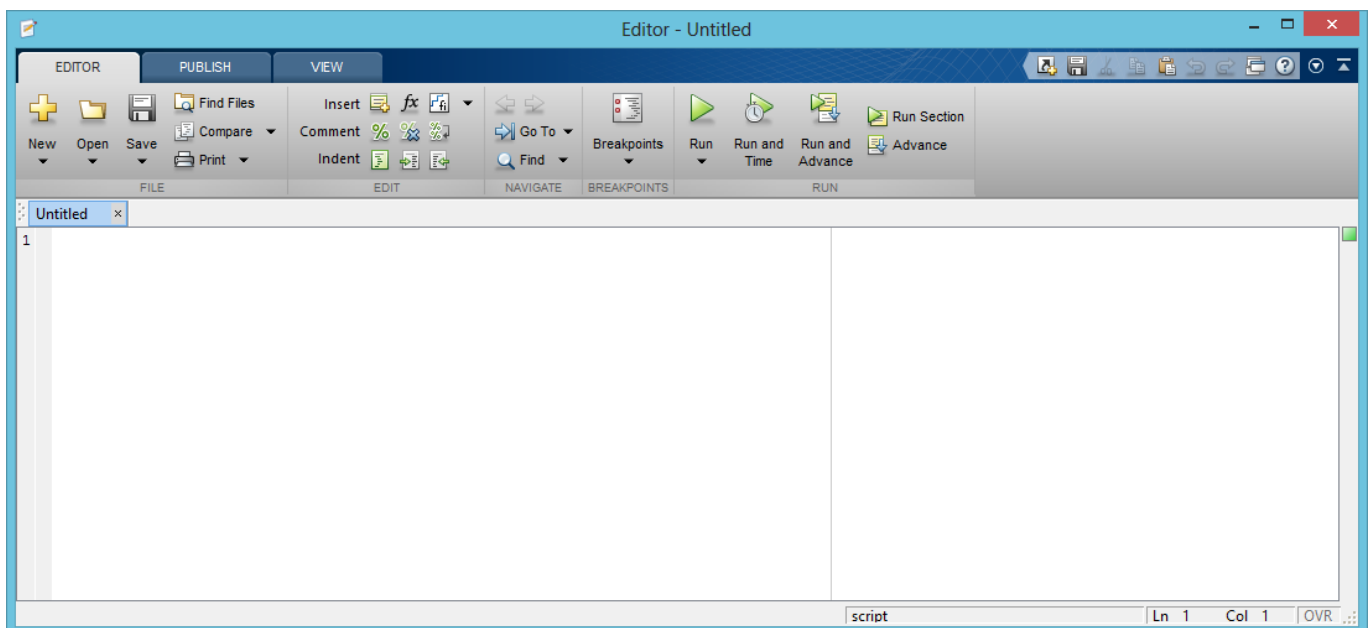 Editor - Untitled
EDITOR PUBLISH VIEW
New Open Save
Find Files
Compare
Print
FILE
Insert fx fi
Comment % % %
Indent
EDIT
Go To
Find
NAVIGATE
Breakpoints
BREAKPOINTS
Run Run and Time Run and Advance
Run Section
Advance
RUN
Untitled ×
1
script Ln 1 Col 1 OVR